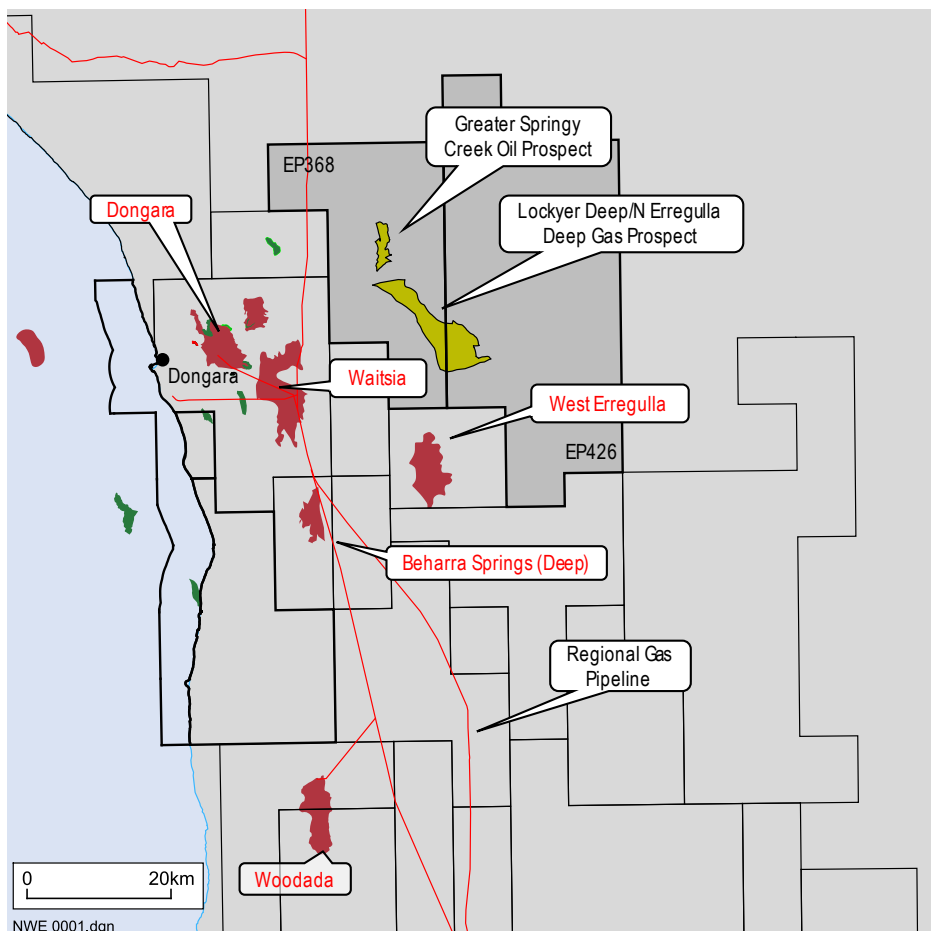 Greater Springy
Creek Oil Prospect
EP368
Dongara
Lockyer Deep/N Erregulla
Deep Gas Prospect
Dongara
Waitsia
West Erregulla
EP426
Beharra Springs (Deep)
Regional Gas
Pipeline
Woodada
0 20km
NWE 0001.dgn